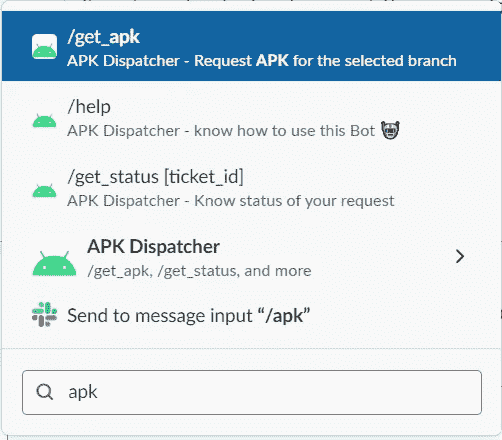 /get_apk
APK Dispatcher - Request APK for the selected branch
/help
APK Dispatcher - know how to use this Bot
/get_status [ticket_id]
APK Dispatcher - Know status of your request
APK Dispatcher
/get_apk, /get_status, and more
Send to message input “/apk”
apk